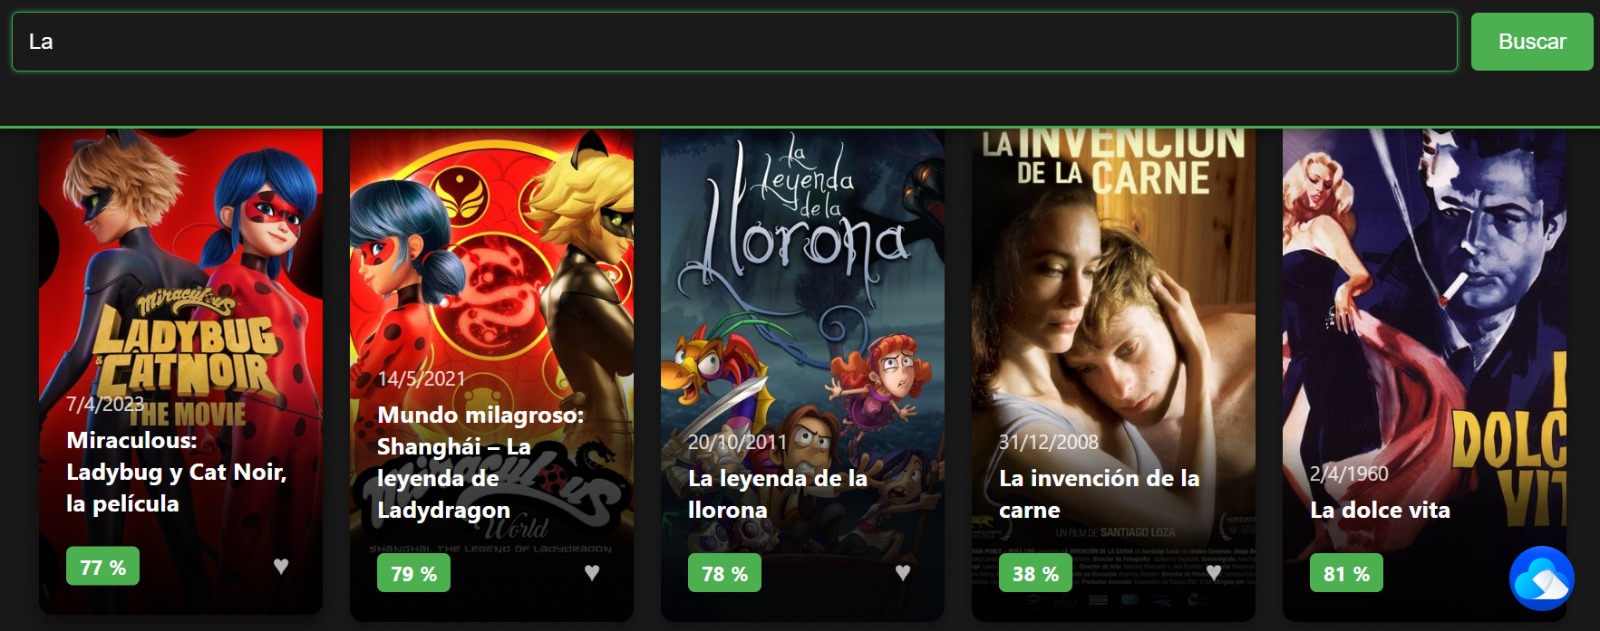 La
Buscar
miraculous
LADYBUG
& CATNOIR
THE MOVIE
7/4/2023
Miraculous:
Ladybug y Cat Noir,
la película
77 %
14/5/2021
Mundo milagroso:
Shanghái – La
leyenda de
Ladydragon
miraculous
World
SHANGHAI, THE LEGEND OF LADYDRAGON
79 %
la
leyenda
de la
llorona
20/10/2011
La leyenda de la
llorona
78 %
LA INVENCIÓN
DE LA CARNE
31/12/2008
La invención de la
carne
UN FILM DE SANTIAGO LOZA
38 %
DOLC
VIT
2/4/1960
La dolce vita
81 %